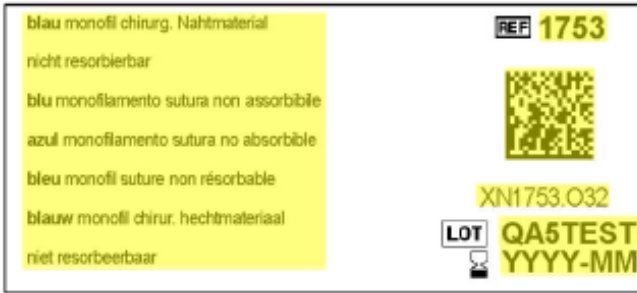 blau monofil chirurg. Nahtmaterial
nicht resorbierbar
blu monofilamento sutura non assorbibile
azul monofilamento sutura no absorbible
bleu monofil suture non résorbable
blauw monofil chirur. hechtmateriaal
niet resorbeerbaar
REF 1753
XN1753.O32
LOT QA5TEST
YYYY-MM